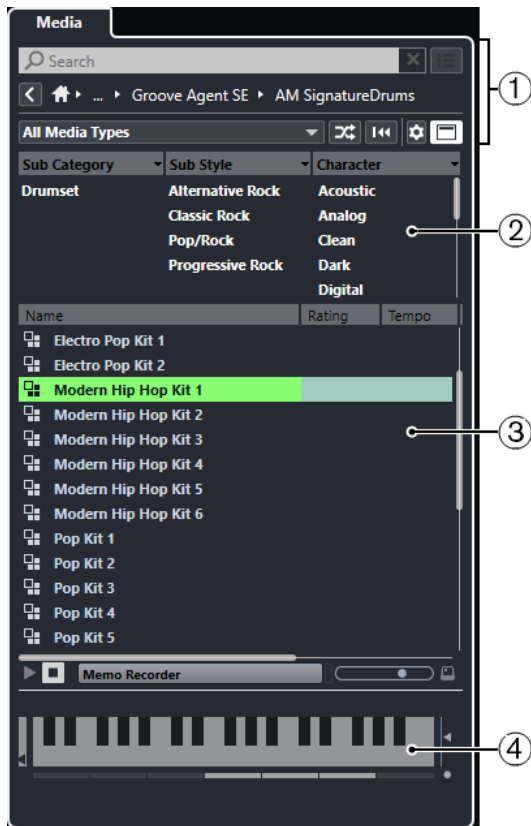 Media
Search
... Groove Agent SE AM SignatureDrums
①
All Media Types
Sub Category Sub Style Character
Drumset Alternative Rock Acoustic
Classic Rock Analog
Pop/Rock Clean
②
Progressive Rock Dark
Digital
Name Rating Tempo
Electro Pop Kit 1
Electro Pop Kit 2
Modern Hip Hop Kit 1
Modern Hip Hop Kit 2
Modern Hip Hop Kit 3
③
Modern Hip Hop Kit 4
Modern Hip Hop Kit 5
Modern Hip Hop Kit 6
Pop Kit 1
Pop Kit 2
Pop Kit 3
Pop Kit 4
Pop Kit 5
Memo Recorder
④